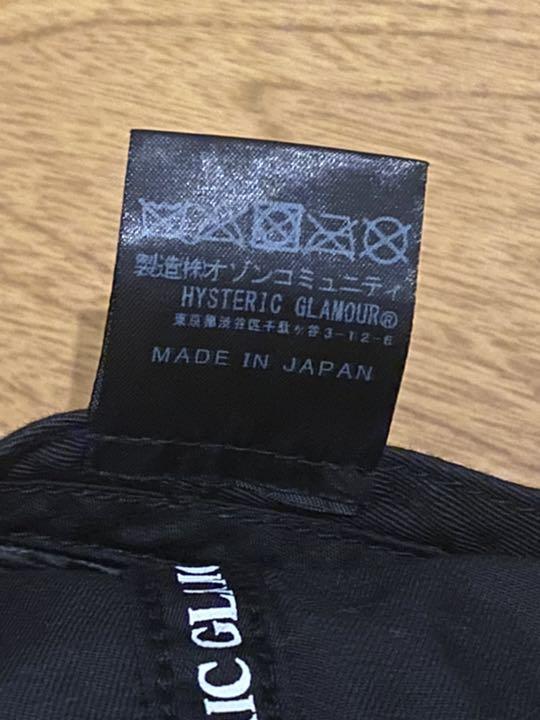 製造㈱オゾンコミュニティ
HYSTERIC GLAMOUR®
東京都渋谷区千駄ヶ谷3-12-6
MADE IN JAPAN
IC GLA